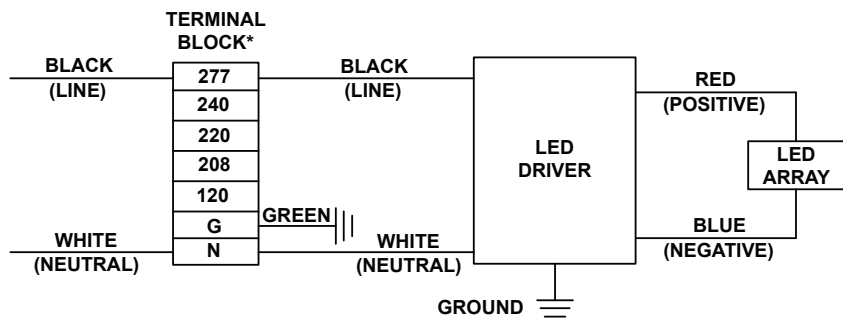 TERMINAL
BLOCK*
BLACK
(LINE)
277
240
220
208
120
G
N
BLACK
(LINE)
GREEN
WHITE
(NEUTRAL)
WHITE
(NEUTRAL)
LED
DRIVER
GROUND
RED
(POSITIVE)
LED
ARRAY
BLUE
(NEGATIVE)